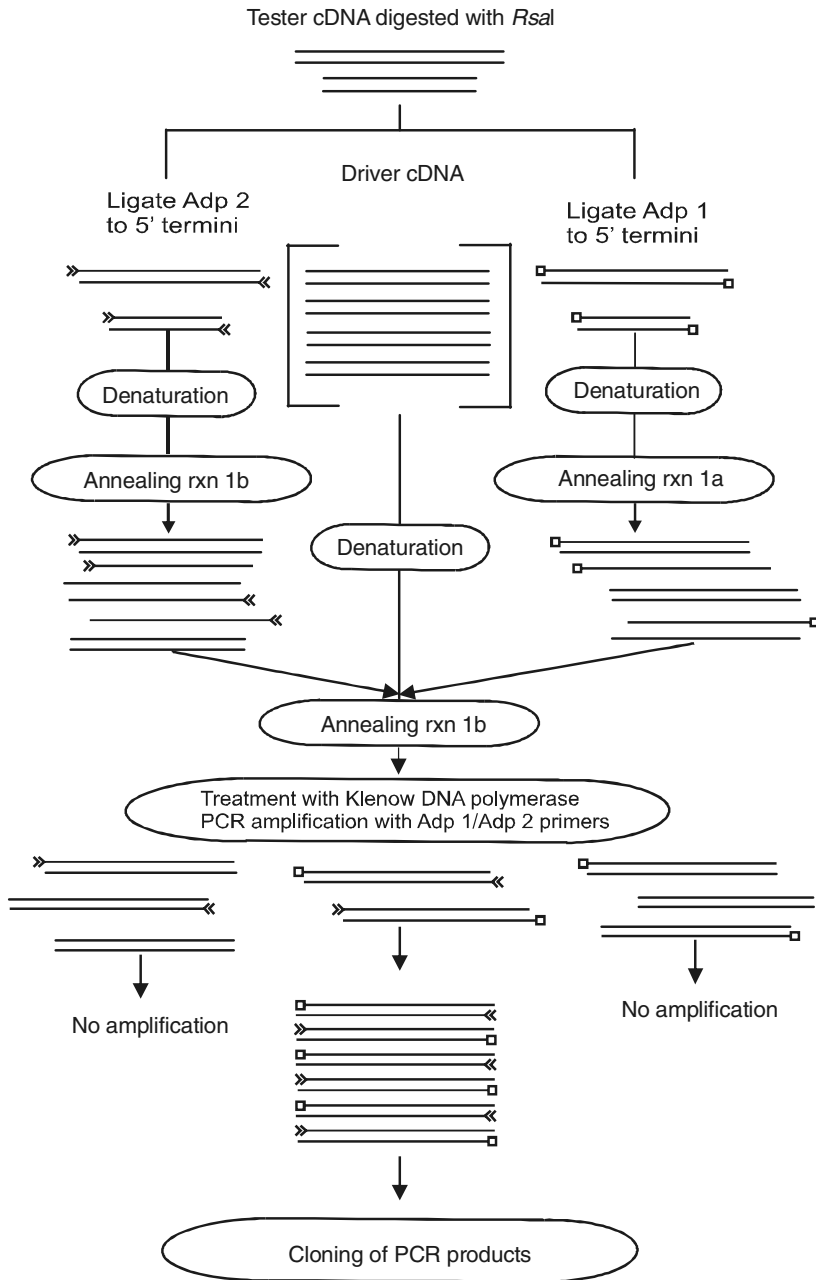 Tester cDNA digested with RsaI
Driver cDNA
Ligate Adp 2
to 5' termini
Ligate Adp 1
to 5' termini
Denaturation
Denaturation
Annealing rxn 1b
Annealing rxn 1a
Denaturation
Annealing rxn 1b
Treatment with Klenow DNA polymerase
PCR amplification with Adp 1/Adp 2 primers
No amplification
No amplification
Cloning of PCR products